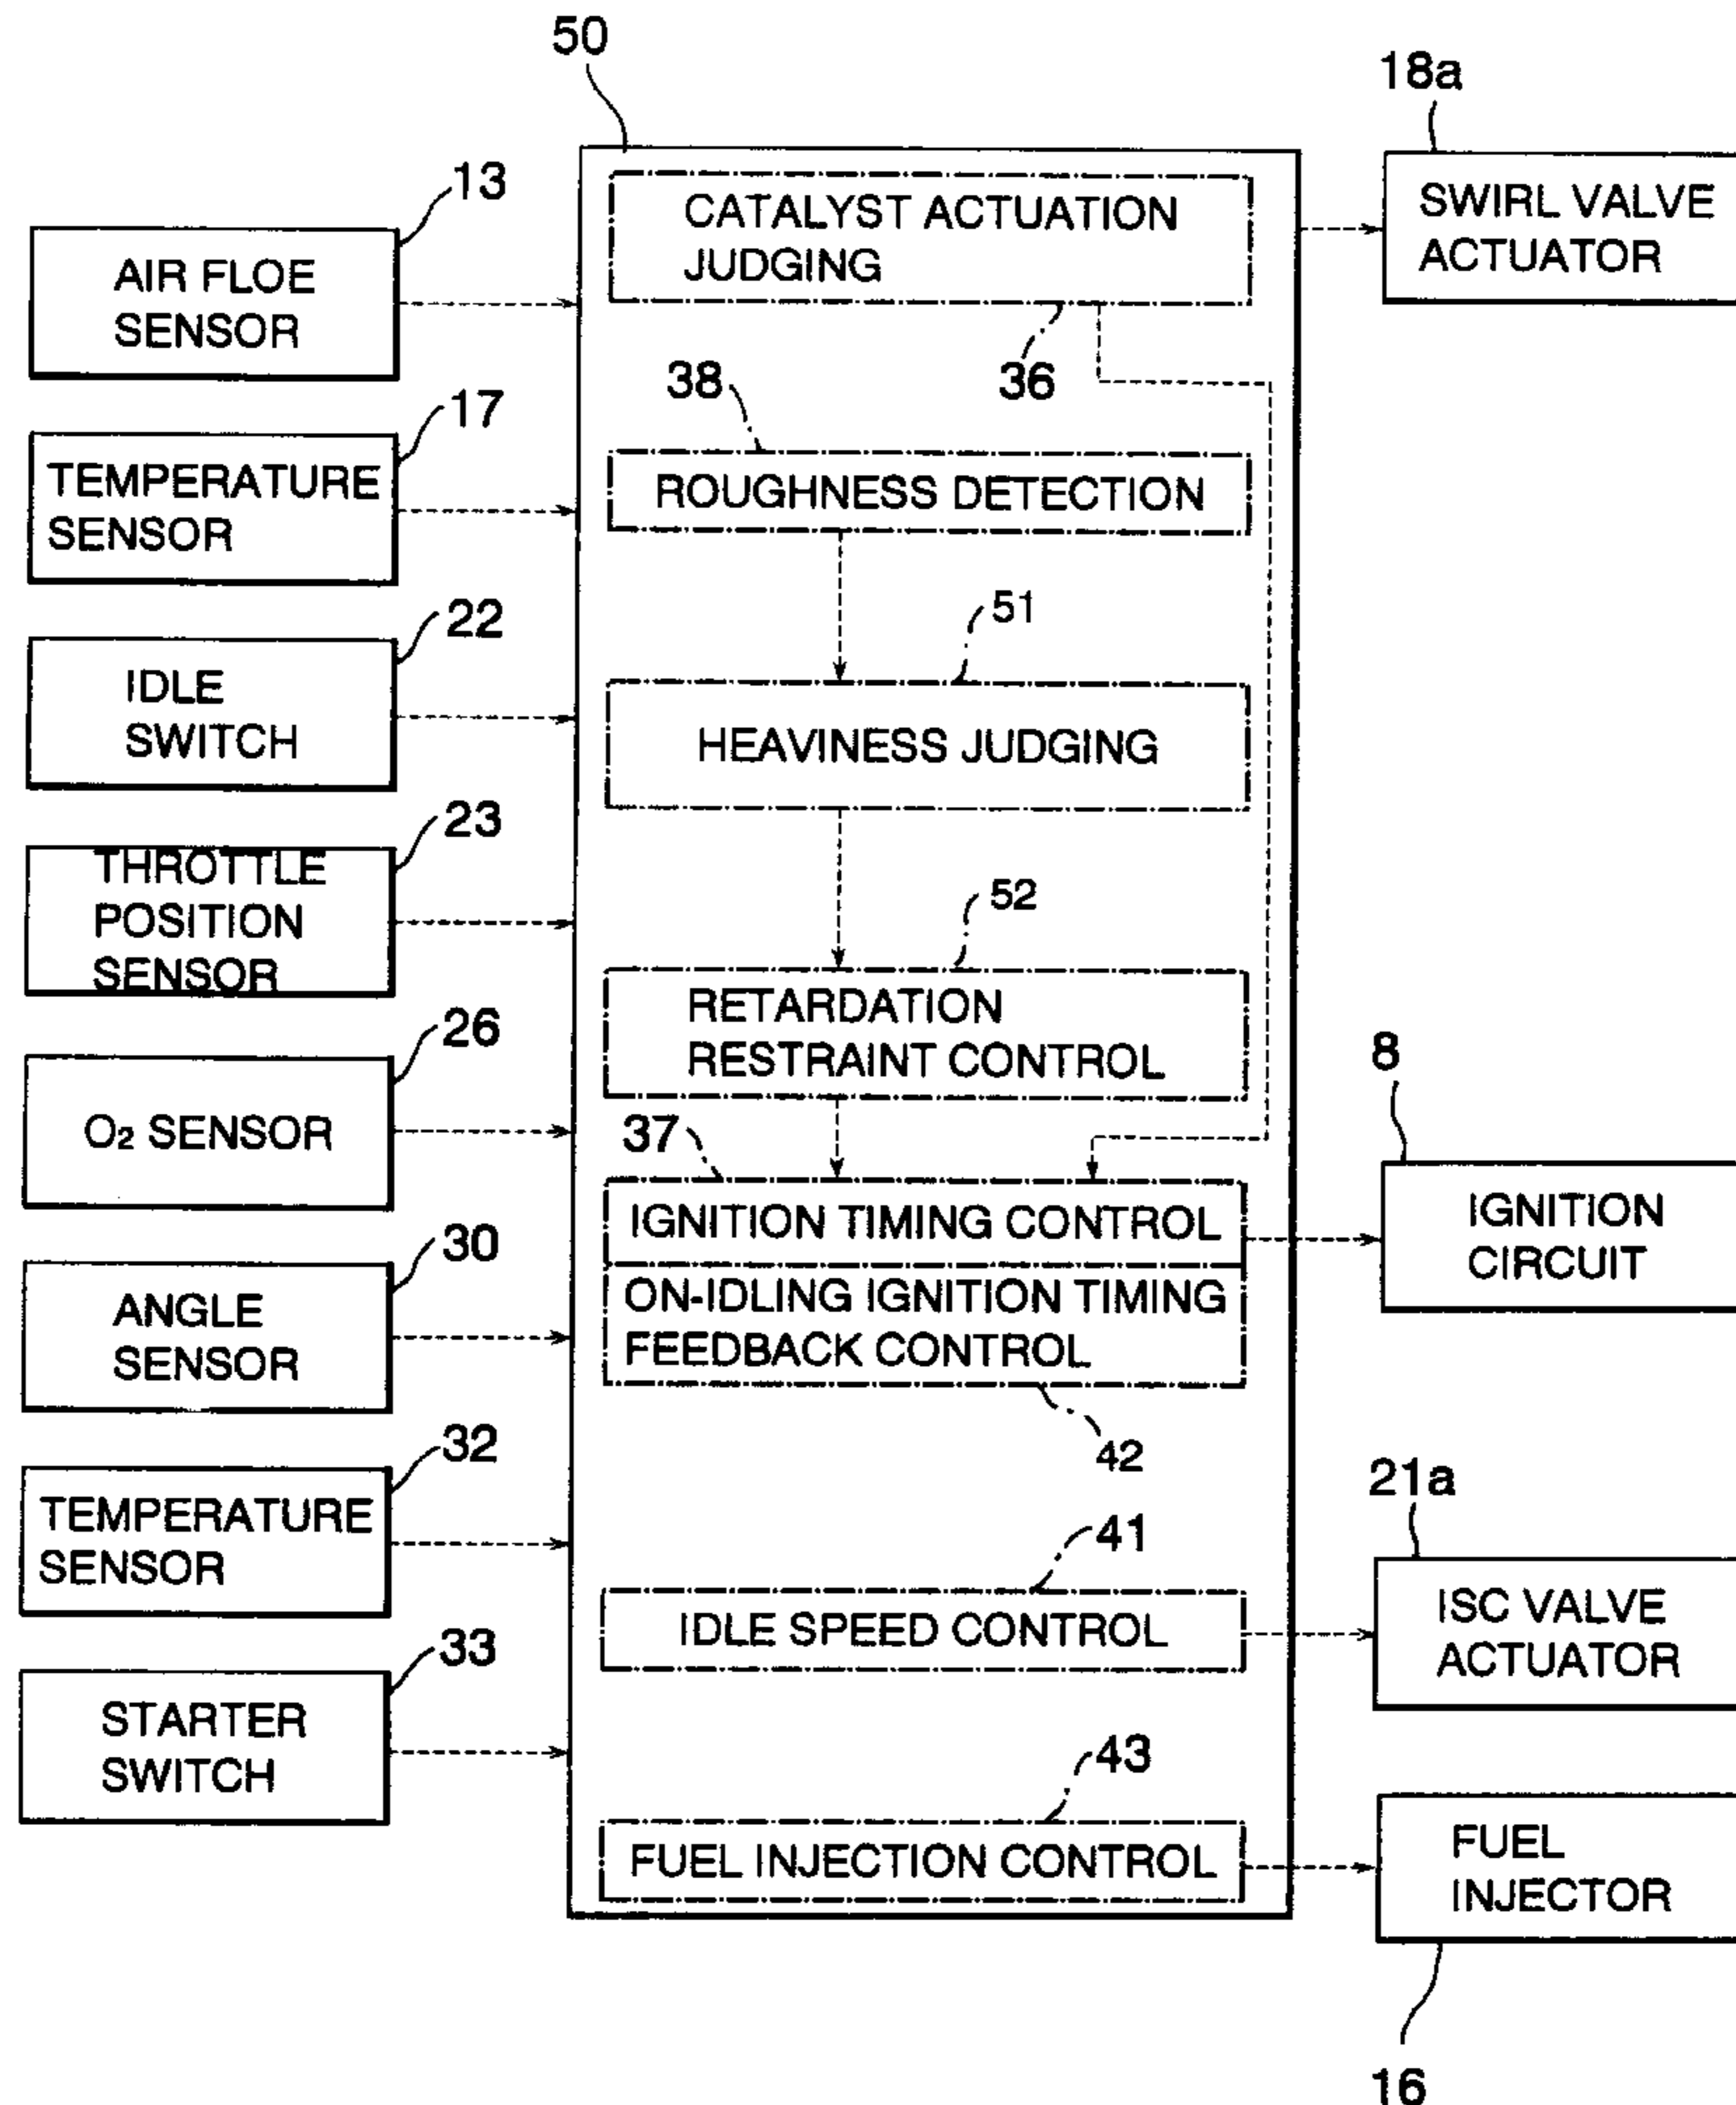 50
18a
13
AIR FLOE
SENSOR
CATALYST ACTUATION
JUDGING
SWIRL VALVE
ACTUATOR
36
17
TEMPERATURE
SENSOR
38
ROUGHNESS DETECTION
22
IDLE
SWITCH
51
HEAVINESS JUDGING
23
THROTTLE
POSITION
SENSOR
52
RETARDATION
RESTRAINT CONTROL
26
O₂ SENSOR
37
IGNITION TIMING CONTROL
8
IGNITION
CIRCUIT
30
ANGLE
SENSOR
ON-IDLING IGNITION TIMING
FEEDBACK CONTROL
42
32
TEMPERATURE
SENSOR
41
IDLE SPEED CONTROL
21a
ISC VALVE
ACTUATOR
33
STARTER
SWITCH
43
FUEL INJECTION CONTROL
FUEL
INJECTOR
16